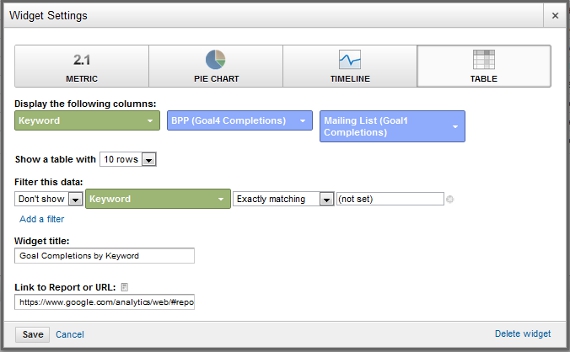 Widget Settings
2.1
METRIC
PIE CHART
TIMELINE
TABLE
Display the following columns:
Keyword
BPP (Goal4 Completions)
Mailing List (Goal1
Completions)
Show a table with 10 rows
Filter this data:
Don't show Keyword Exactly matching (not set)
Add a filter
Widget title:
Goal Completions by Keyword
Link to Report or URL:
https://www.google.com/analytics/web/#repo
Save Cancel Delete widget